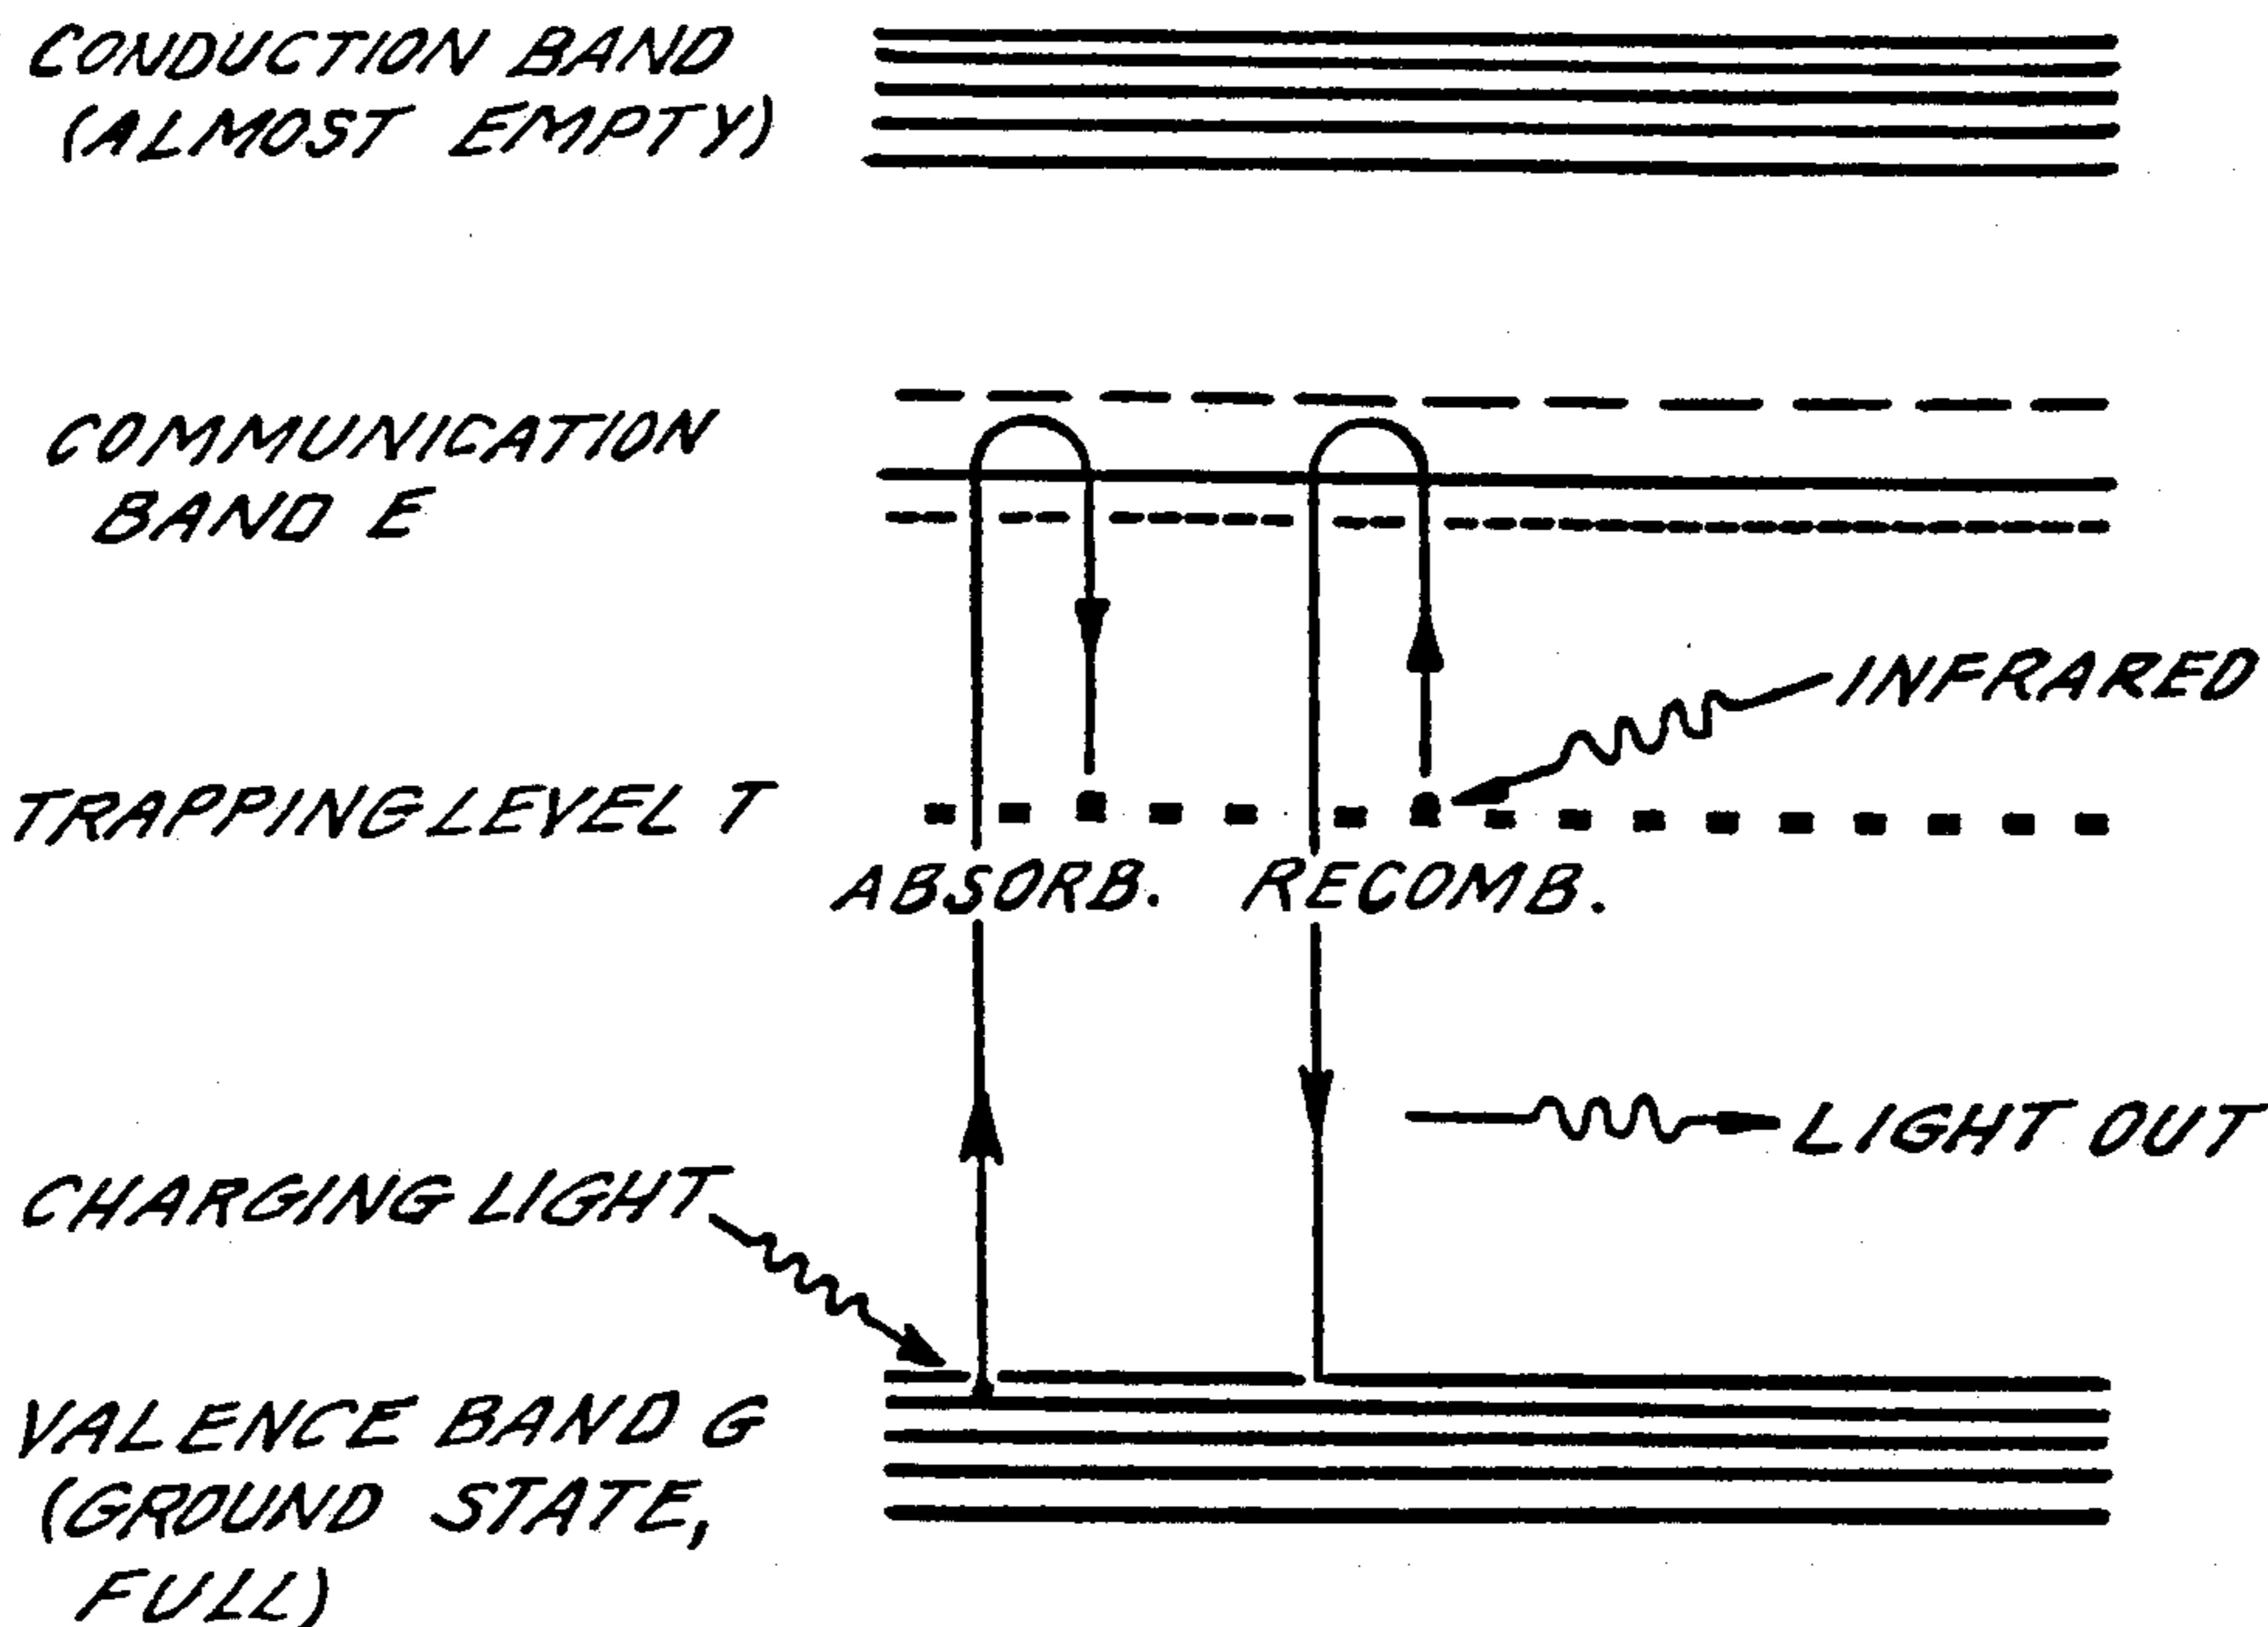 CONDUCTION BAND
(ALMOST EMPTY)
COMMUNICATION
BAND E
INFRARED
TRAPPING LEVEL T
ABSORB. RECOMB.
LIGHT OUT
CHARGING LIGHT
VALENCE BAND G
(GROUND STATE,
FULL)